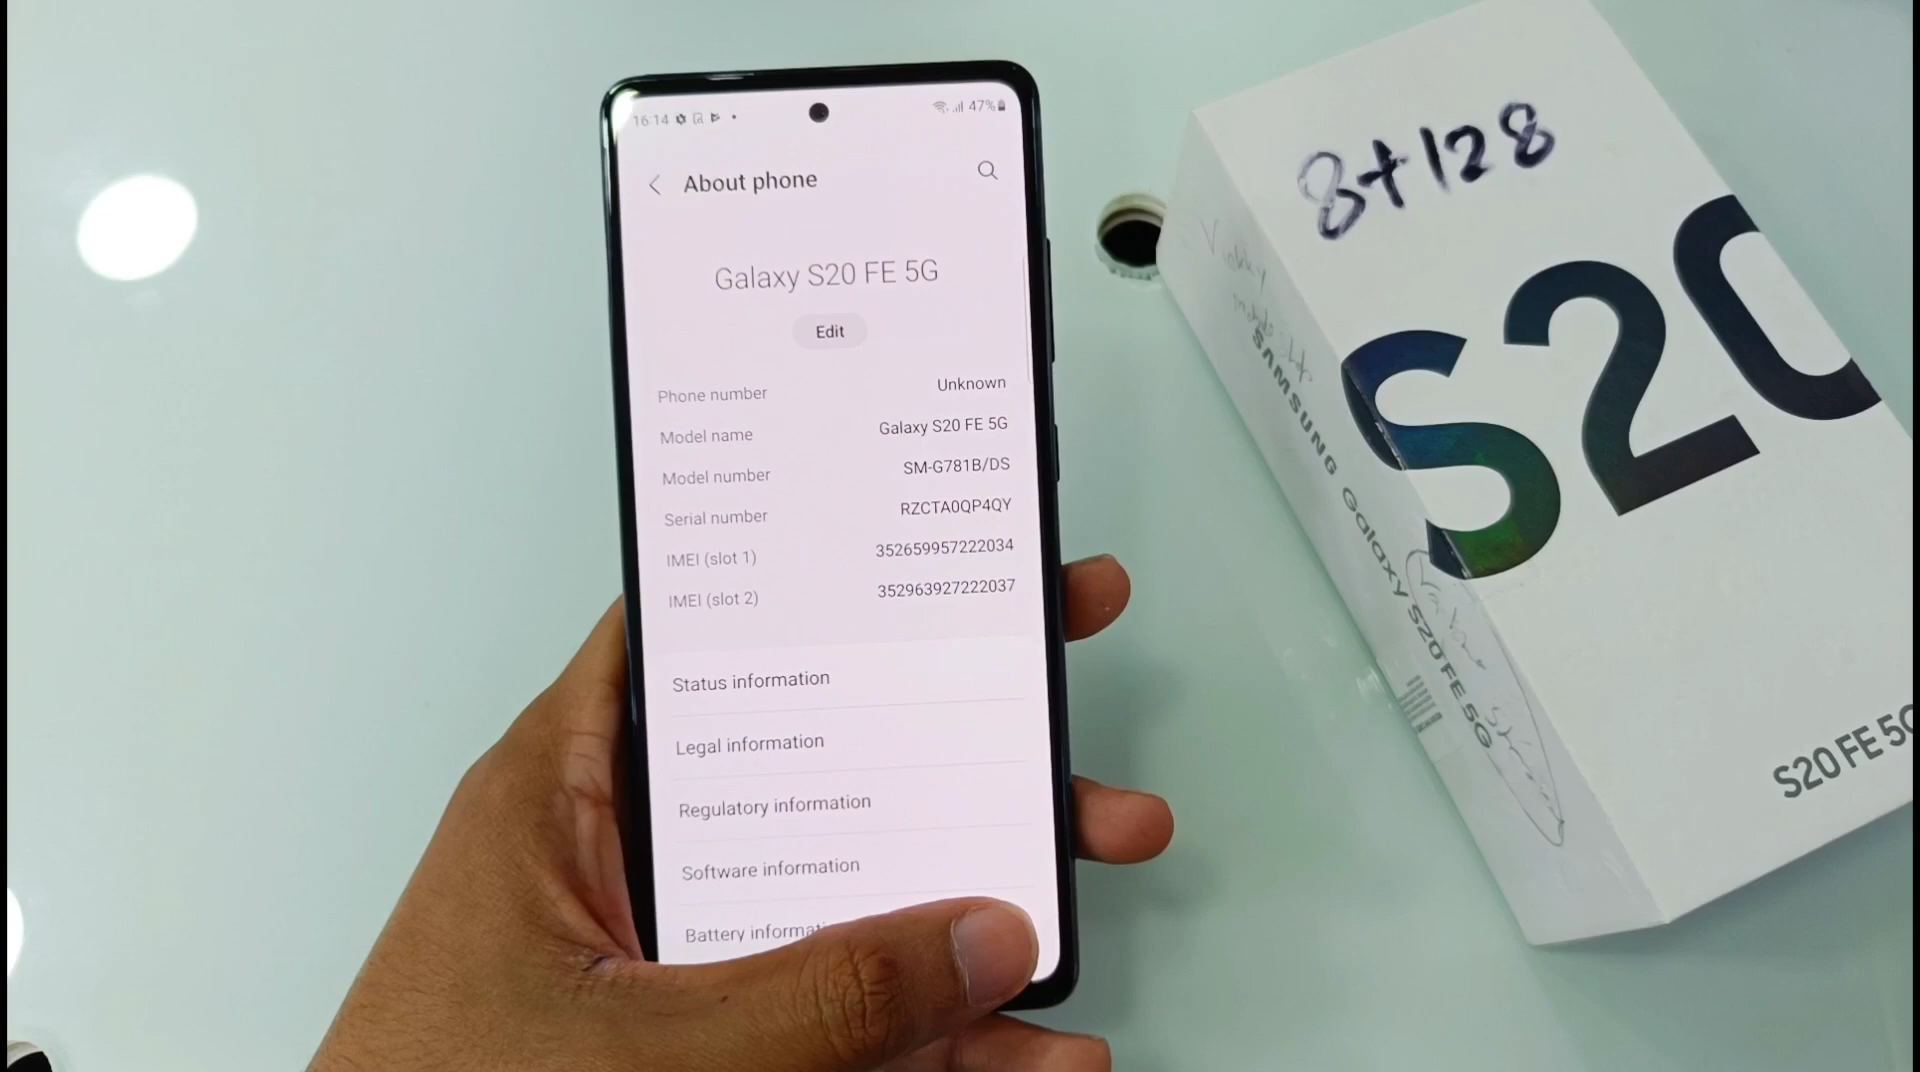 16:14
47%
About phone
Galaxy S20 FE 5G
Edit
Phone number Unknown
Model name Galaxy S20 FE 5G
Model number SM-G781B/DS
Serial number RZCTA0QP4QY
IMEI (slot 1) 352659957222034
IMEI (slot 2) 352963927222037
Status information
Legal information
Regulatory information
Software information
Battery informat
8+128
S20
SAMSUNG Galaxy S20 FE 5G
S20 FE 5G